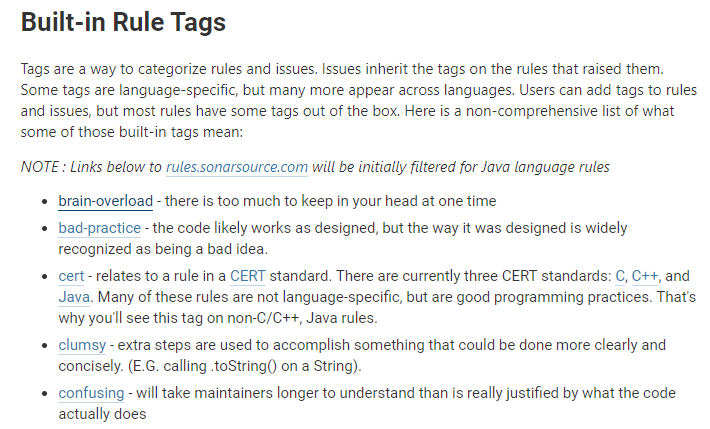 Built-in Rule Tags
Tags are a way to categorize rules and issues. Issues inherit the tags on the rules that raised them.
Some tags are language-specific, but many more appear across languages. Users can add tags to rules
and issues, but most rules have some tags out of the box. Here is a non-comprehensive list of what
some of those built-in tags mean:
NOTE : Links below to rules.sonarsource.com will be initially filtered for Java language rules
• brain-overload - there is too much to keep in your head at one time
• bad-practice - the code likely works as designed, but the way it was designed is widely
recognized as being a bad idea.
• cert - relates to a rule in a CERT standard. There are currently three CERT standards: C, C++, and
Java. Many of these rules are not language-specific, but are good programming practices. That's
why you'll see this tag on non-C/C++, Java rules.
• clumsy - extra steps are used to accomplish something that could be done more clearly and
concisely. (E.G. calling .toString() on a String).
• confusing - will take maintainers longer to understand than is really justified by what the code
actually does